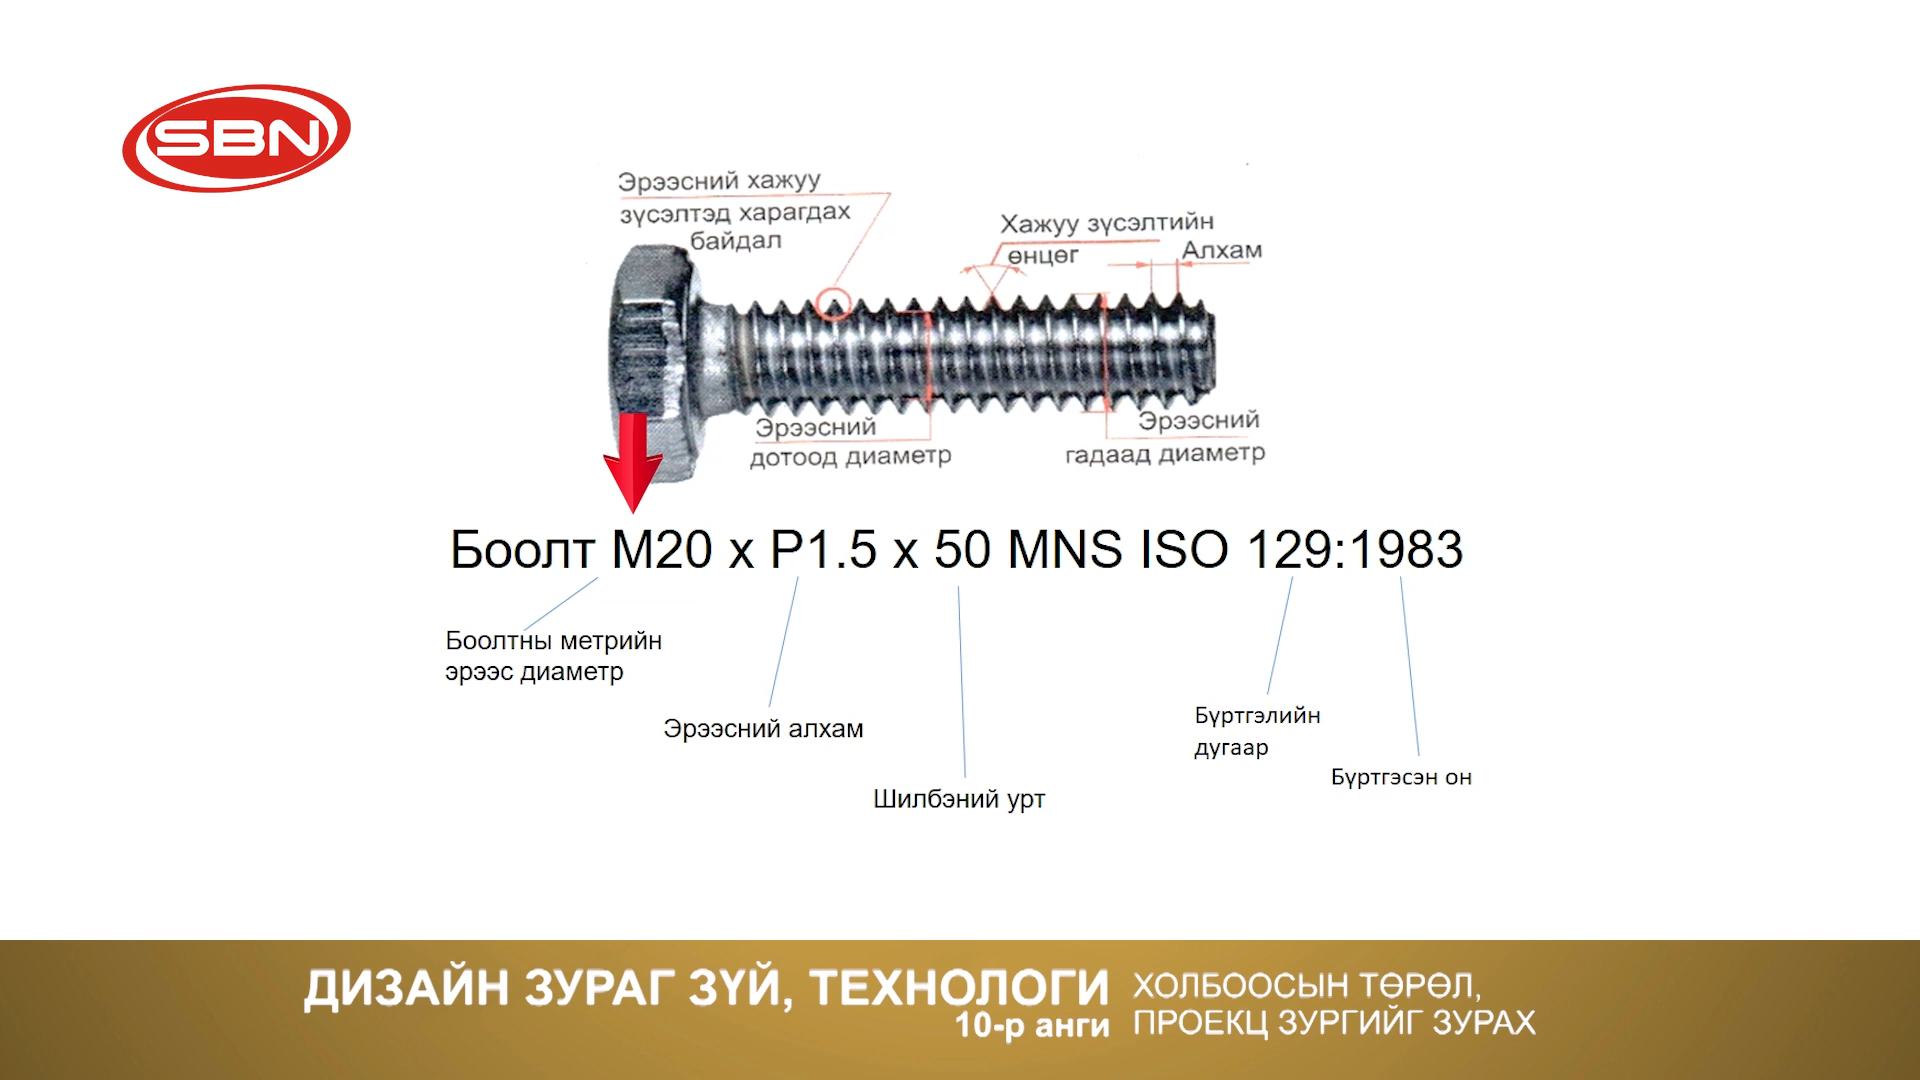 SBN
Эрээсний хажуу
зүсэлтэд харагдах
байдал
Хажуу зүсэлтийн
өнцөг
Алхам
Эрээсний
дотоод диаметр
Эрээсний
гадаад диаметр
Боолт M20 x P1.5 x 50 MNS ISO 129:1983
Боолтны метрийн
эрээс диаметр
Эрээсний алхам
Шилбэний урт
Бүртгэлийн
дугаар
Бүртгэсэн он
ДИЗАЙН ЗУРАГ ЗҮЙ, ТЕХНОЛОГИ
10-р анги
ХОЛБООСЫН ТӨРӨЛ,
ПРОЕКЦ ЗУРГИЙГ ЗУРАХ